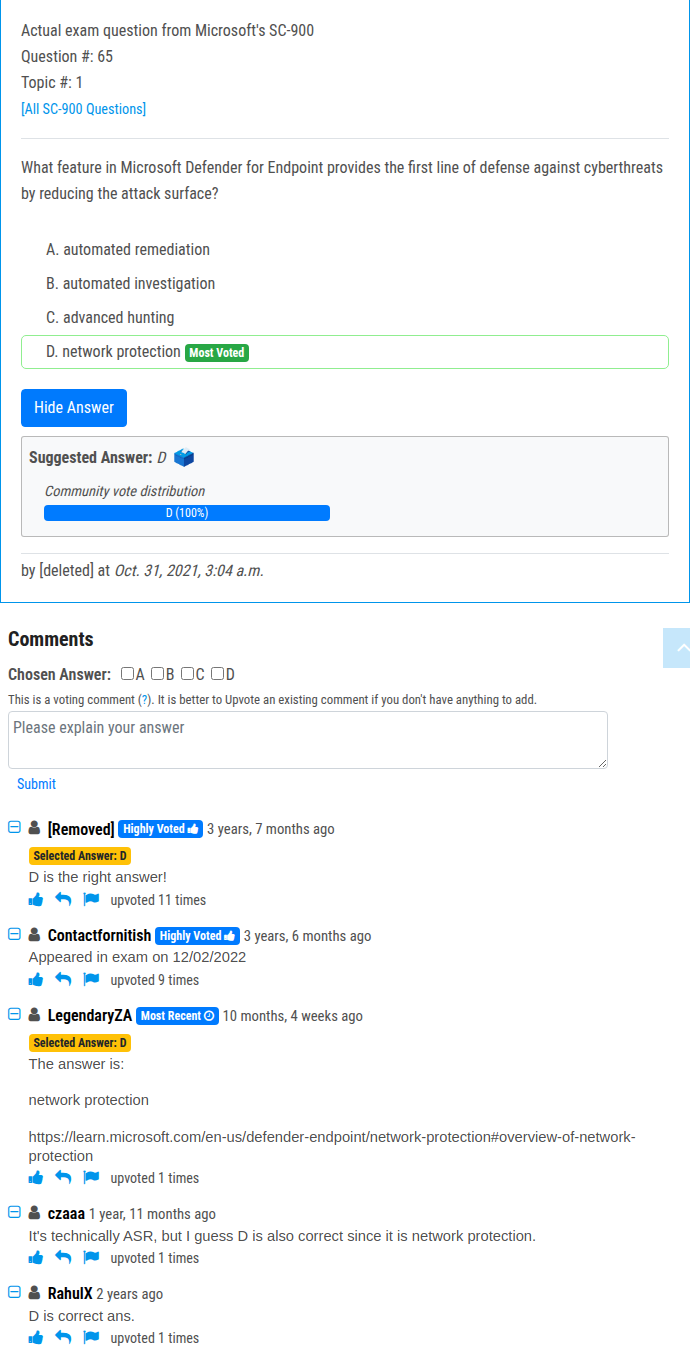 Actual exam question from Microsoft's SC-900
Question #: 65
Topic #: 1
[All SC-900 Questions]
What feature in Microsoft Defender for Endpoint provides the first line of defense against cyberthreats
by reducing the attack surface?
A. automated remediation
B. automated investigation
C. advanced hunting
D. network protection Most Voted
Hide Answer
Suggested Answer: D
Community vote distribution
D (100%)
by [deleted] at Oct. 31, 2021, 3:04 a.m.
Comments
Chosen Answer: A B C D
This is a voting comment (?). It is better to Upvote an existing comment if you don't have anything to add.
Please explain your answer
Submit
[Removed] Highly Voted 3 years, 7 months ago
Selected Answer: D
D is the right answer!
upvoted 11 times
Contactfornitish Highly Voted 3 years, 6 months ago
Appeared in exam on 12/02/2022
upvoted 9 times
LegendaryZA Most Recent 10 months, 4 weeks ago
Selected Answer: D
The answer is:
network protection
https://learn.microsoft.com/en-us/defender-endpoint/network-protection#overview-of-network-
protection
upvoted 1 times
czaaa 1 year, 11 months ago
It's technically ASR, but I guess D is also correct since it is network protection.
upvoted 1 times
RahulX 2 years ago
D is correct ans.
upvoted 1 times